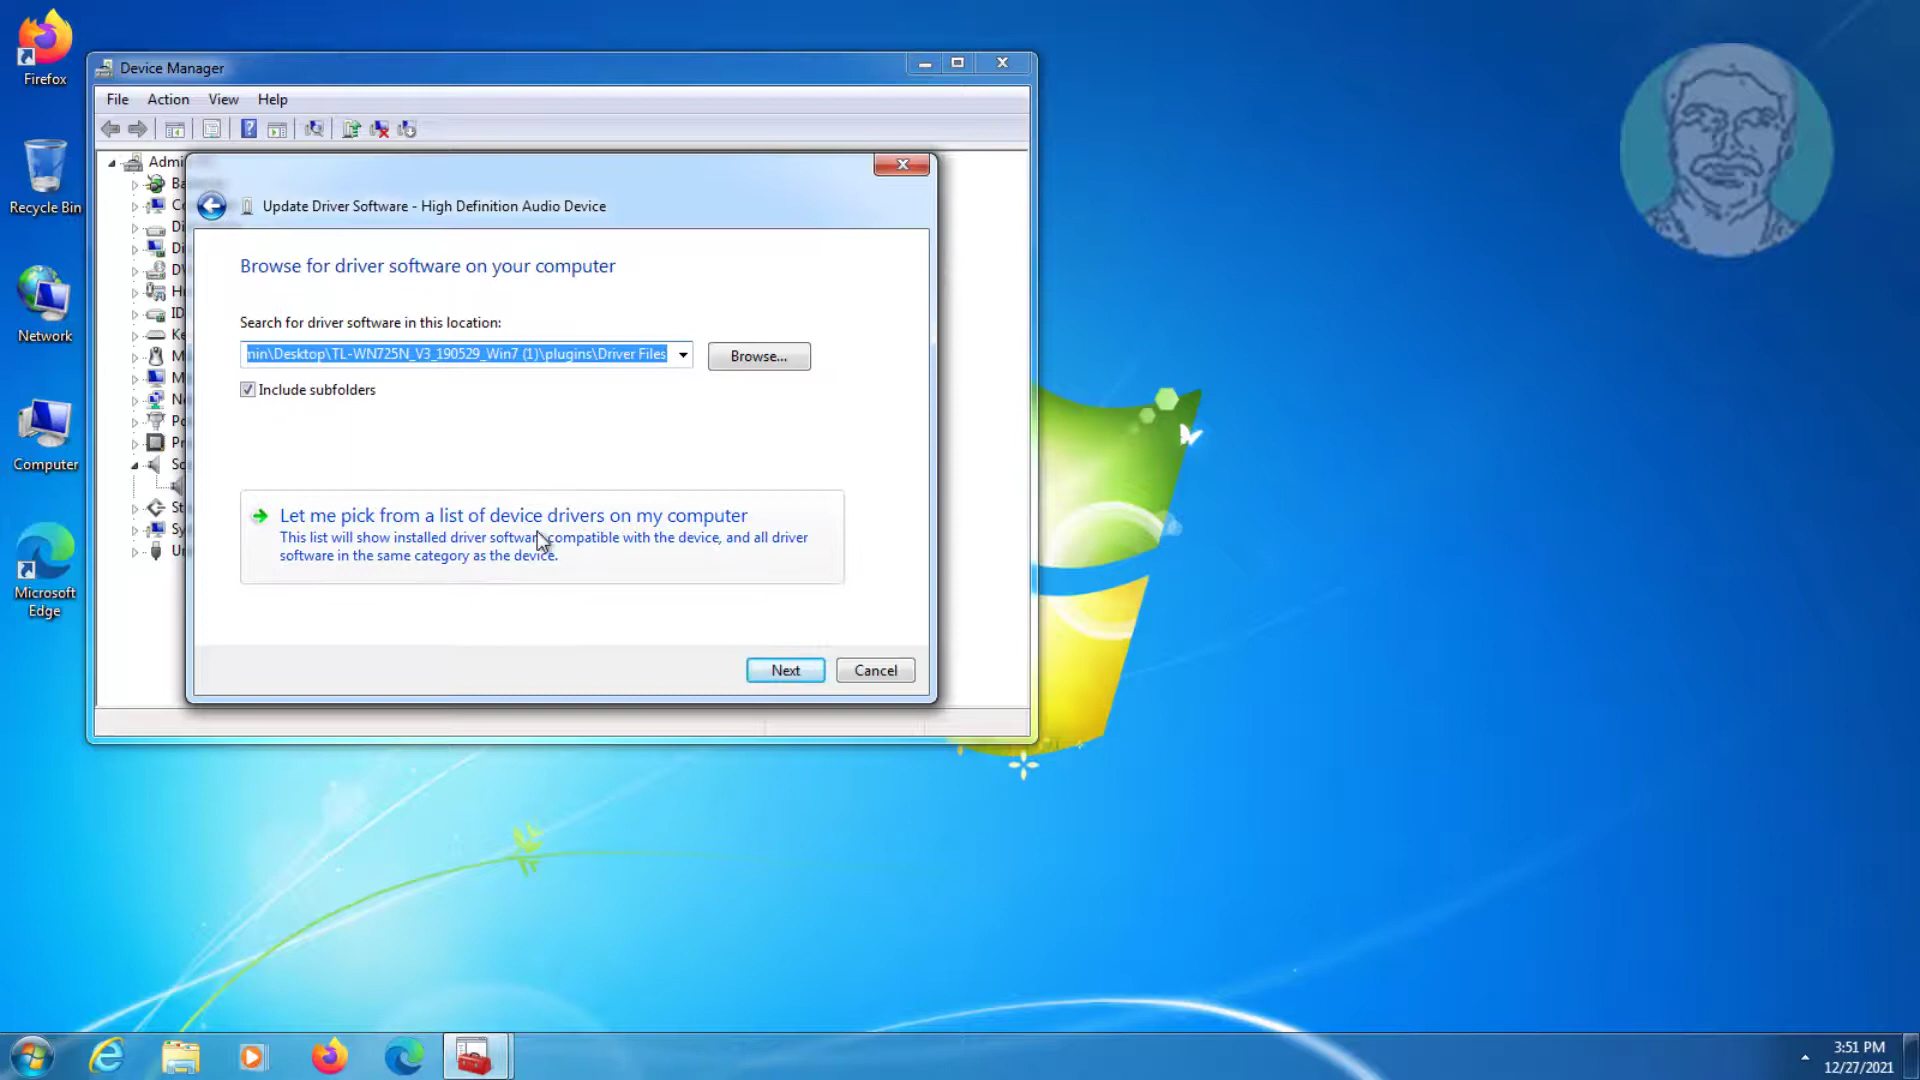 Firefox
Recycle Bin
Network
Computer
Microsoft
Edge
Device Manager
File Action View Help
Update Driver Software - High Definition Audio Device
Browse for driver software on your computer
Search for driver software in this location:
\Desktop\TL-WN725N_V3_190529_Win7 (1)\plugins\Driver Files
Browse...
Include subfolders
Let me pick from a list of device drivers on my computer
This list will show installed driver software compatible with the device, and all driver
software in the same category as the device.
Next Cancel
3:51 PM
12/27/2021